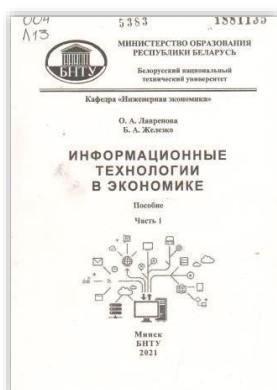 004
Л13
5383
1881135
МИНИСТЕРСТВО ОБРАЗОВАНИЯ
РЕСПУБЛИКИ БЕЛАРУСЬ
БНТУ
Белорусский национальный
технический университет
Кафедра «Инженерная экономика»
О. А. Лавренова
Б. А. Железко
ИНФОРМАЦИОННЫЕ
ТЕХНОЛОГИИ
В ЭКОНОМИКЕ
Пособие
Часть 1
Минск
БНТУ
2021